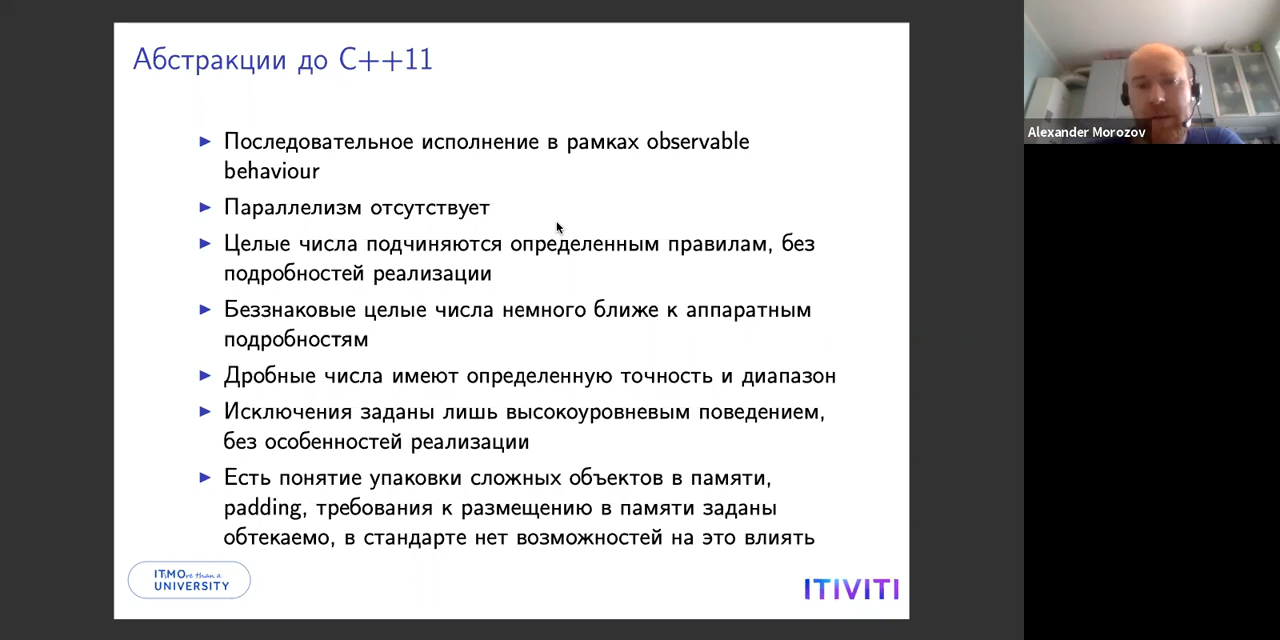 Абстракции до C++11
Последовательное исполнение в рамках observable
behaviour
Параллелизм отсутствует
Целые числа подчиняются определенным правилам, без
подробностей реализации
Беззнаковые целые числа немного ближе к аппаратным
подробностям
Дробные числа имеют определенную точность и диапазон
Исключения заданы лишь высокоуровневым поведением,
без особенностей реализации
Есть понятие упаковки сложных объектов в памяти,
padding, требования к размещению в памяти заданы
обтекаемо, в стандарте нет возможностей на это влиять
ITMOre than a
UNIVERSITY
ITIVITI
Alexander Morozov